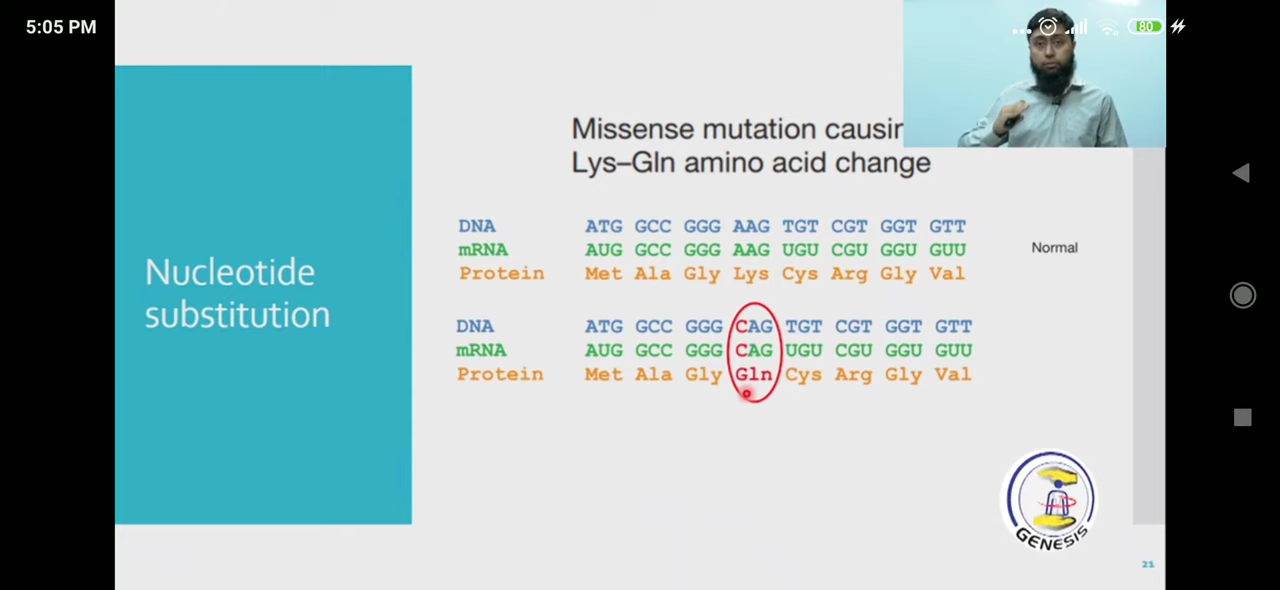 5:05 PM
80
Missense mutation causin
Lys–Gln amino acid change
Nucleotide
substitution
DNA ATG GCC GGG AAG TGT CGT GGT GTT
mRNA AUG GCC GGG AAG UGU CGU GGU GUU
Protein Met Ala Gly Lys Cys Arg Gly Val
Normal
DNA ATG GCC GGG CAG TGT CGT GGT GTT
mRNA AUG GCC GGG CAG UGU CGU GGU GUU
Protein Met Ala Gly Gln Cys Arg Gly Val
GENESIS
21